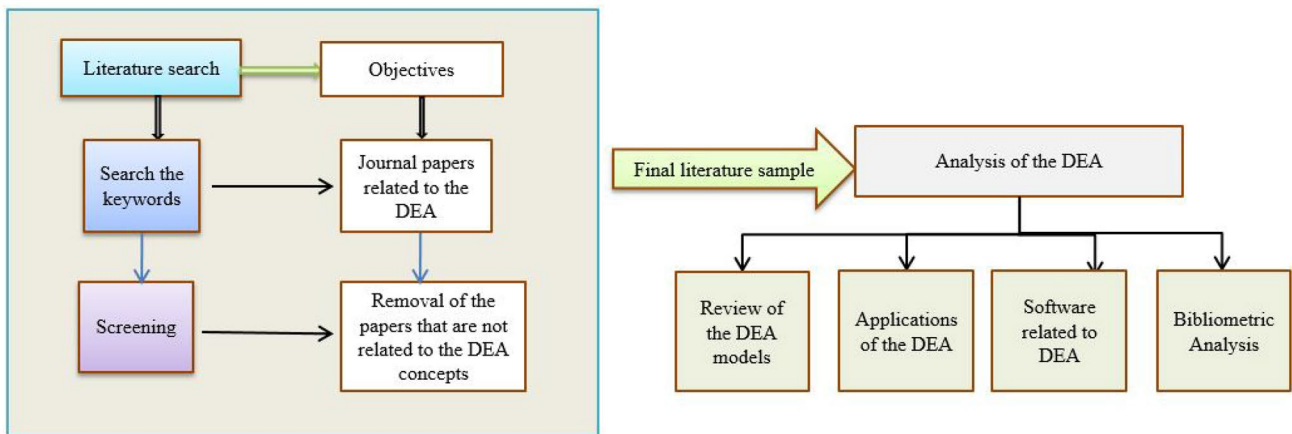 Literature search
Objectives
Search the
keywords
Journal papers
related to the
DEA
Screening
Removal of the
papers that are not
related to the DEA
concepts
Final literature sample
Analysis of the DEA
Review of
the DEA
models
Applications
of the DEA
Software
related to
DEA
Bibliometric
Analysis